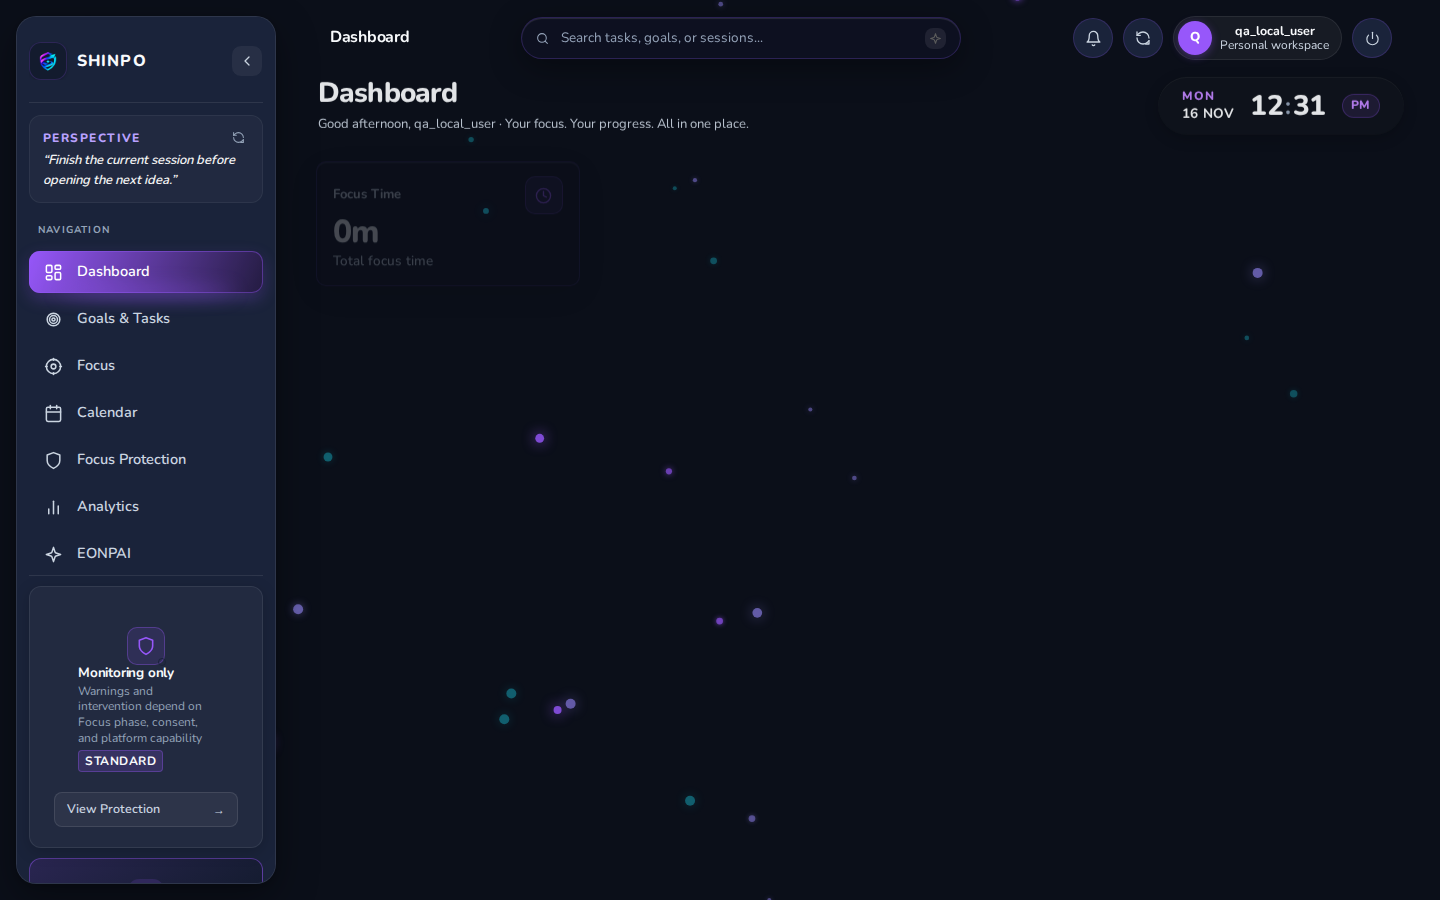 SHINPO
PERSPECTIVE
“Finish the current session before
opening the next idea.”
NAVIGATION
Dashboard
Goals & Tasks
Focus
Calendar
Focus Protection
Analytics
EONPAI
Monitoring only
Warnings and
intervention depend on
Focus phase, consent,
and platform capability
STANDARD
View Protection →
Dashboard
Search tasks, goals, or sessions...
Q
qa_local_user
Personal workspace
Dashboard
Good afternoon, qa_local_user · Your focus. Your progress. All in one place.
MON
16 NOV
12:31
PM
Focus Time
0m
Total focus time